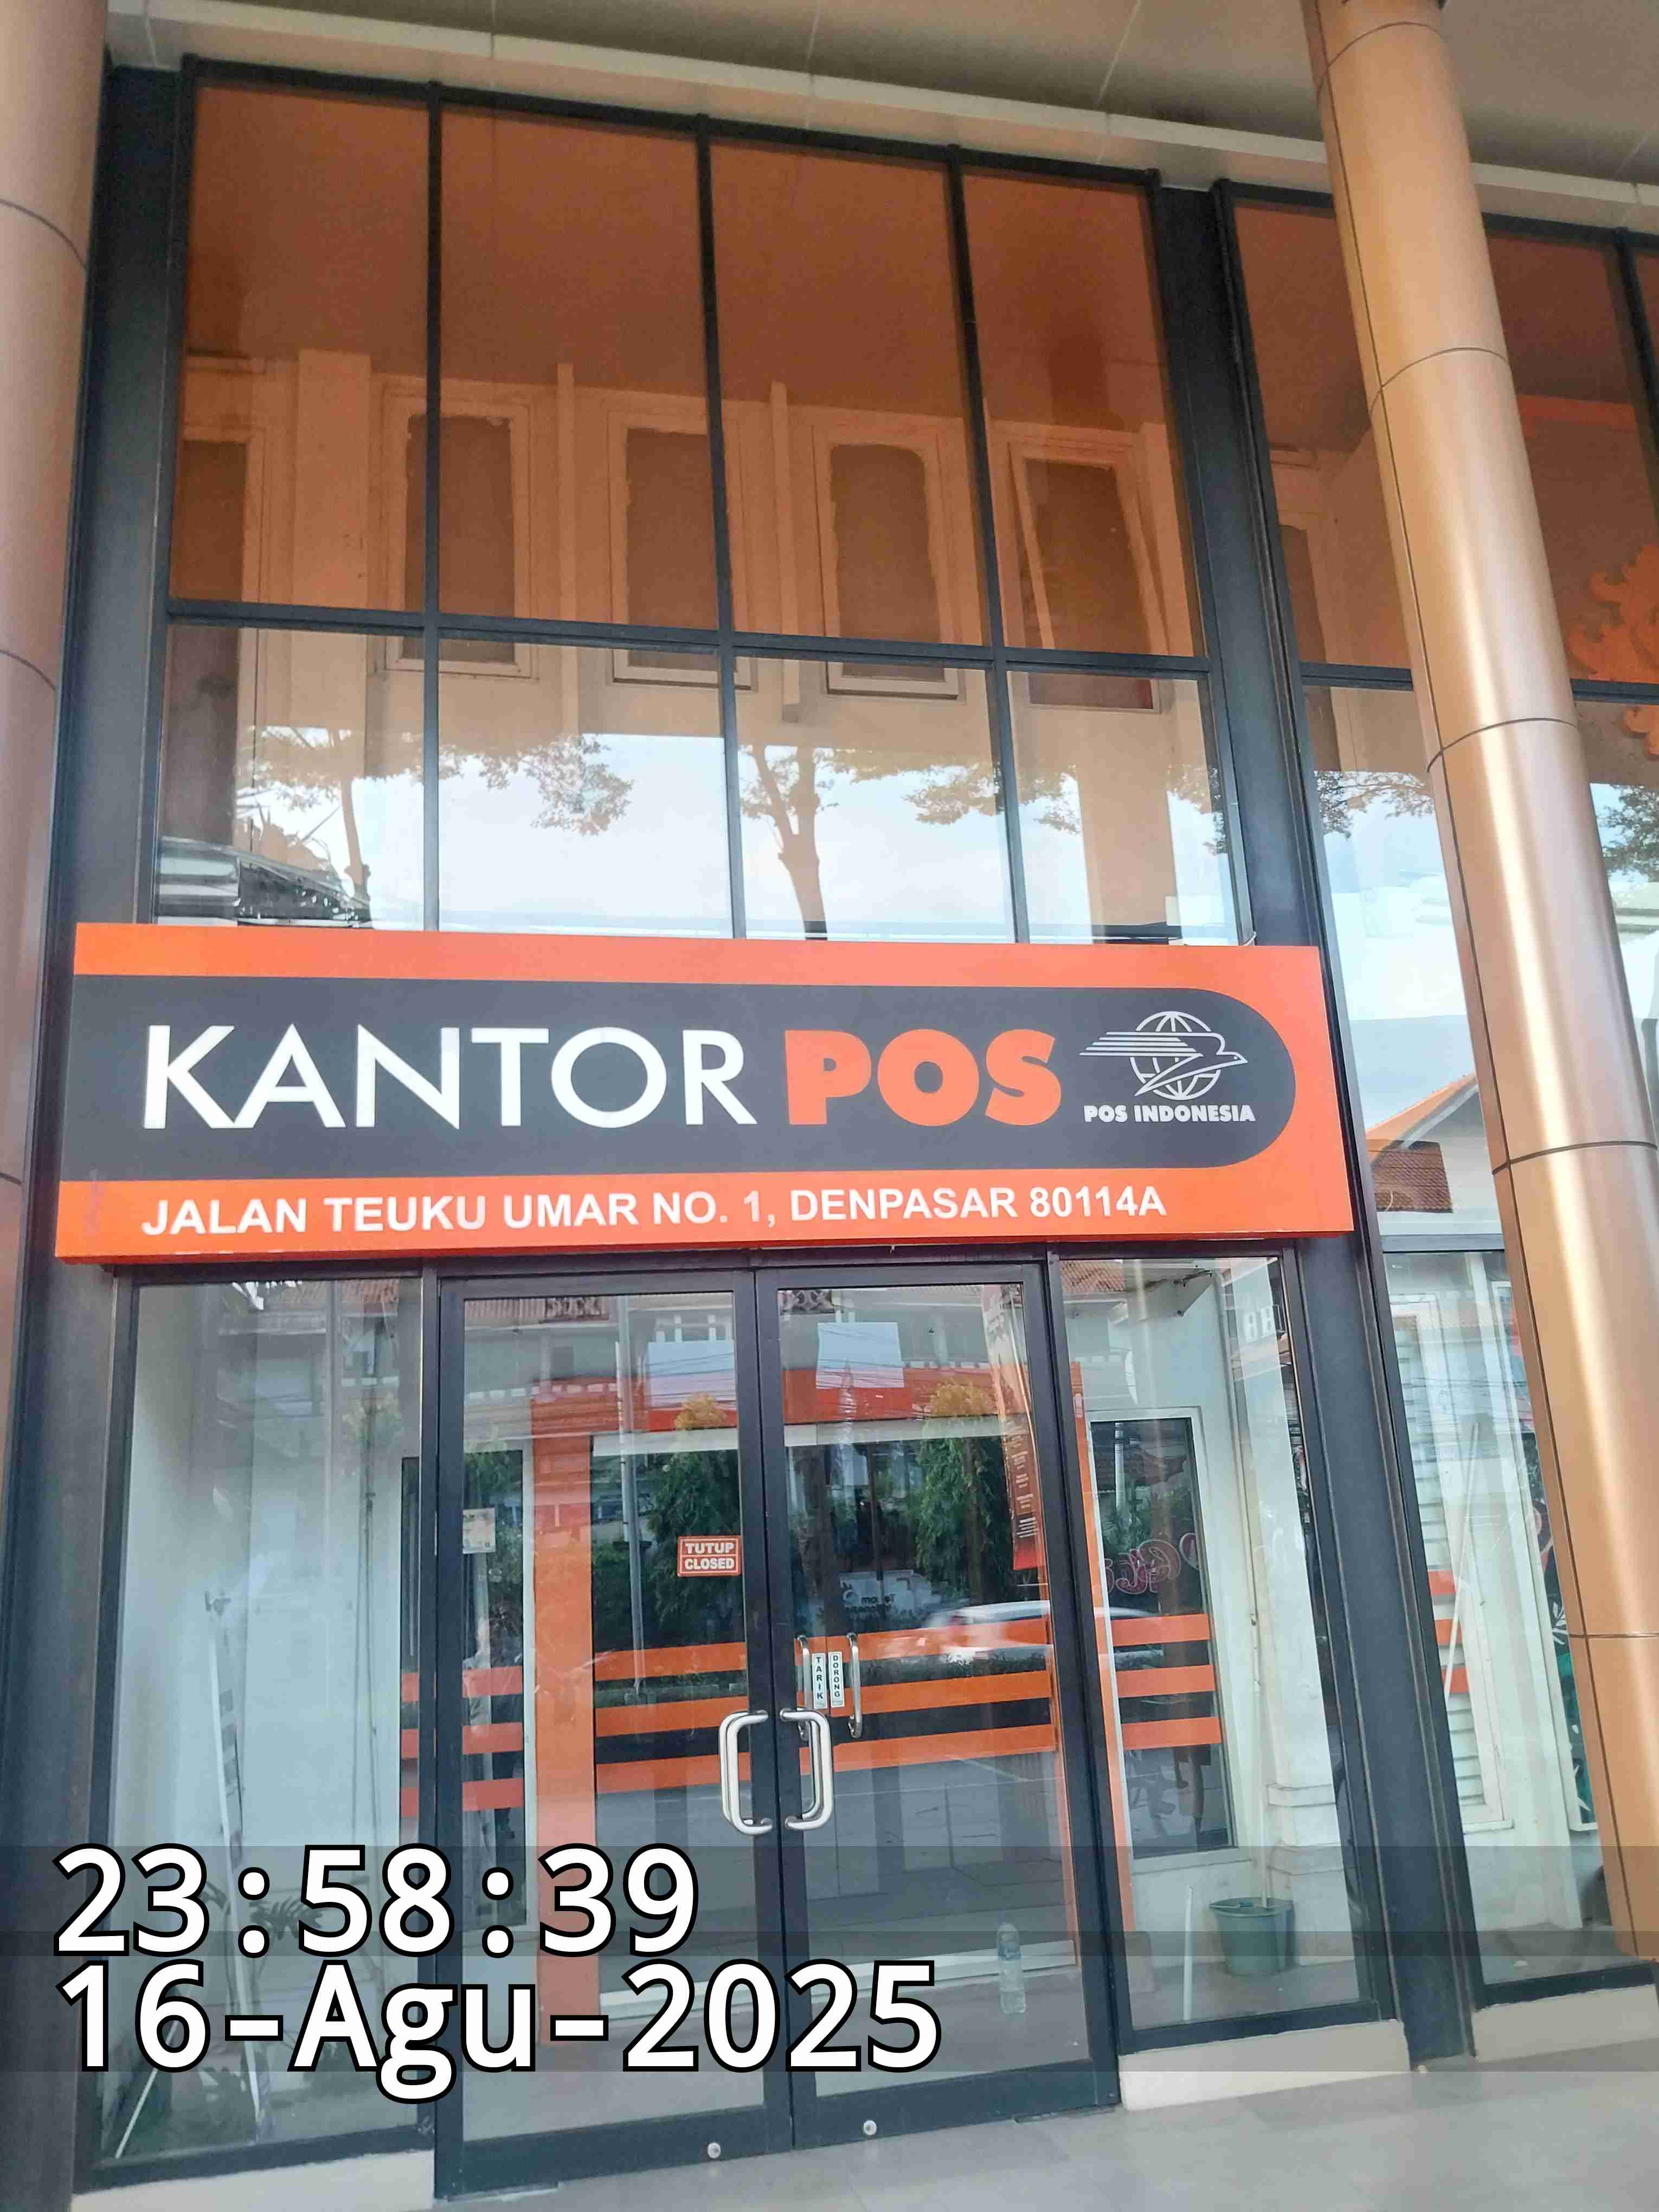 KANTOR POS
POS INDONESIA
JALAN TEUKU UMAR NO. 1, DENPASAR 80114A
TUTUP
CLOSED
TARIK
DORONG
23:58:39
16-Agu-2025